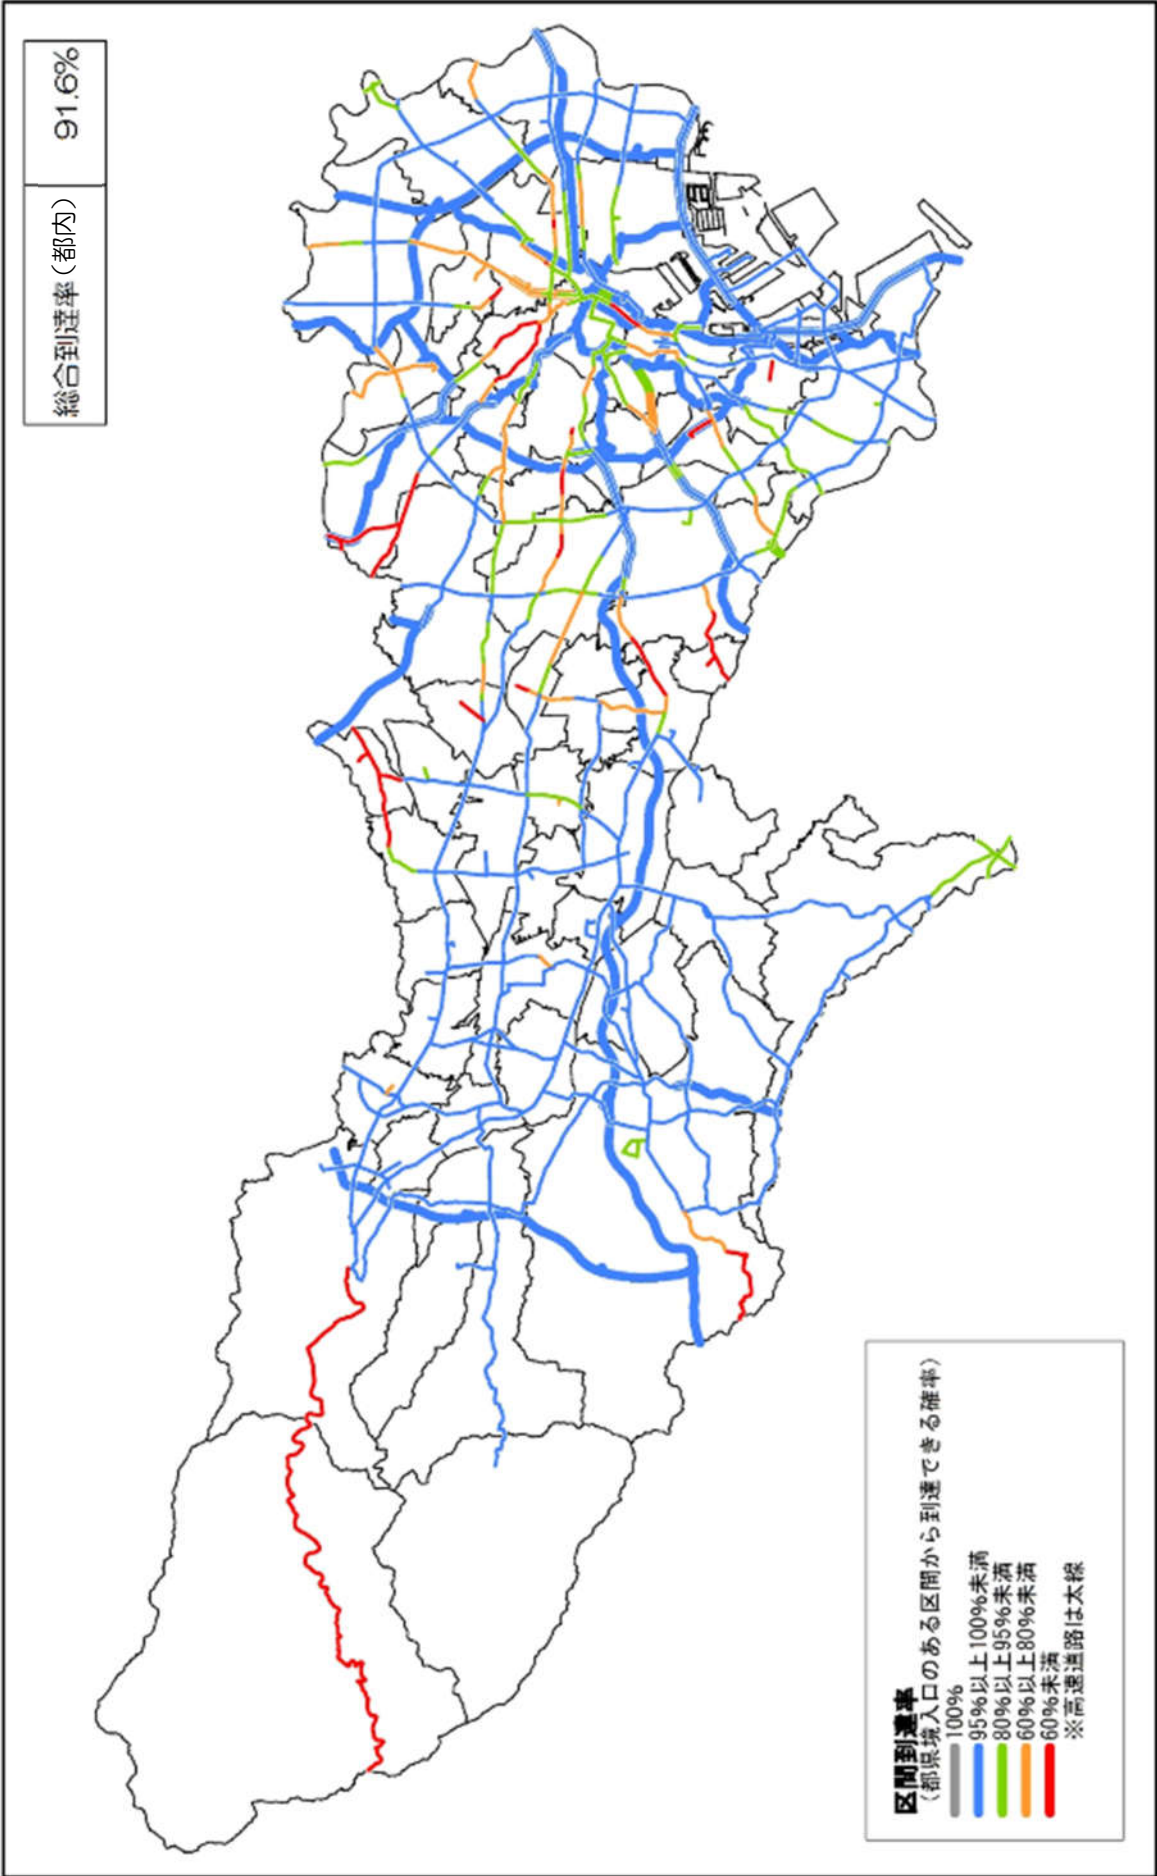 総合到達率（都内） 91.6%
区間到達率
（都県境入口のある区間から到達できる確率）
100%
95%以上100%未満
80%以上95%未満
60%以上80%未満
60%未満
※高速道路は太線